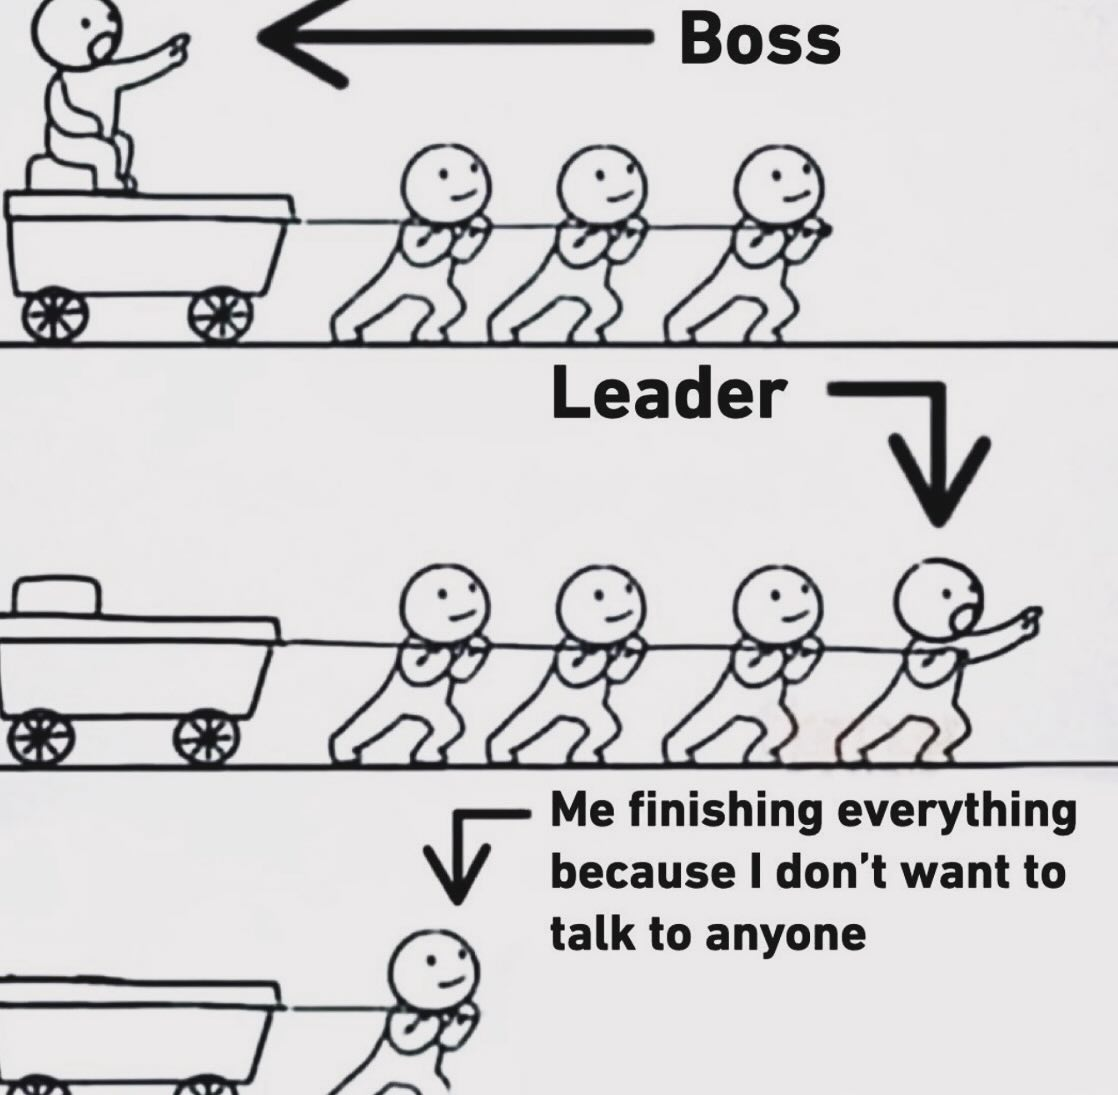 Boss
Leader
Me finishing everything
because I don't want to
talk to anyone